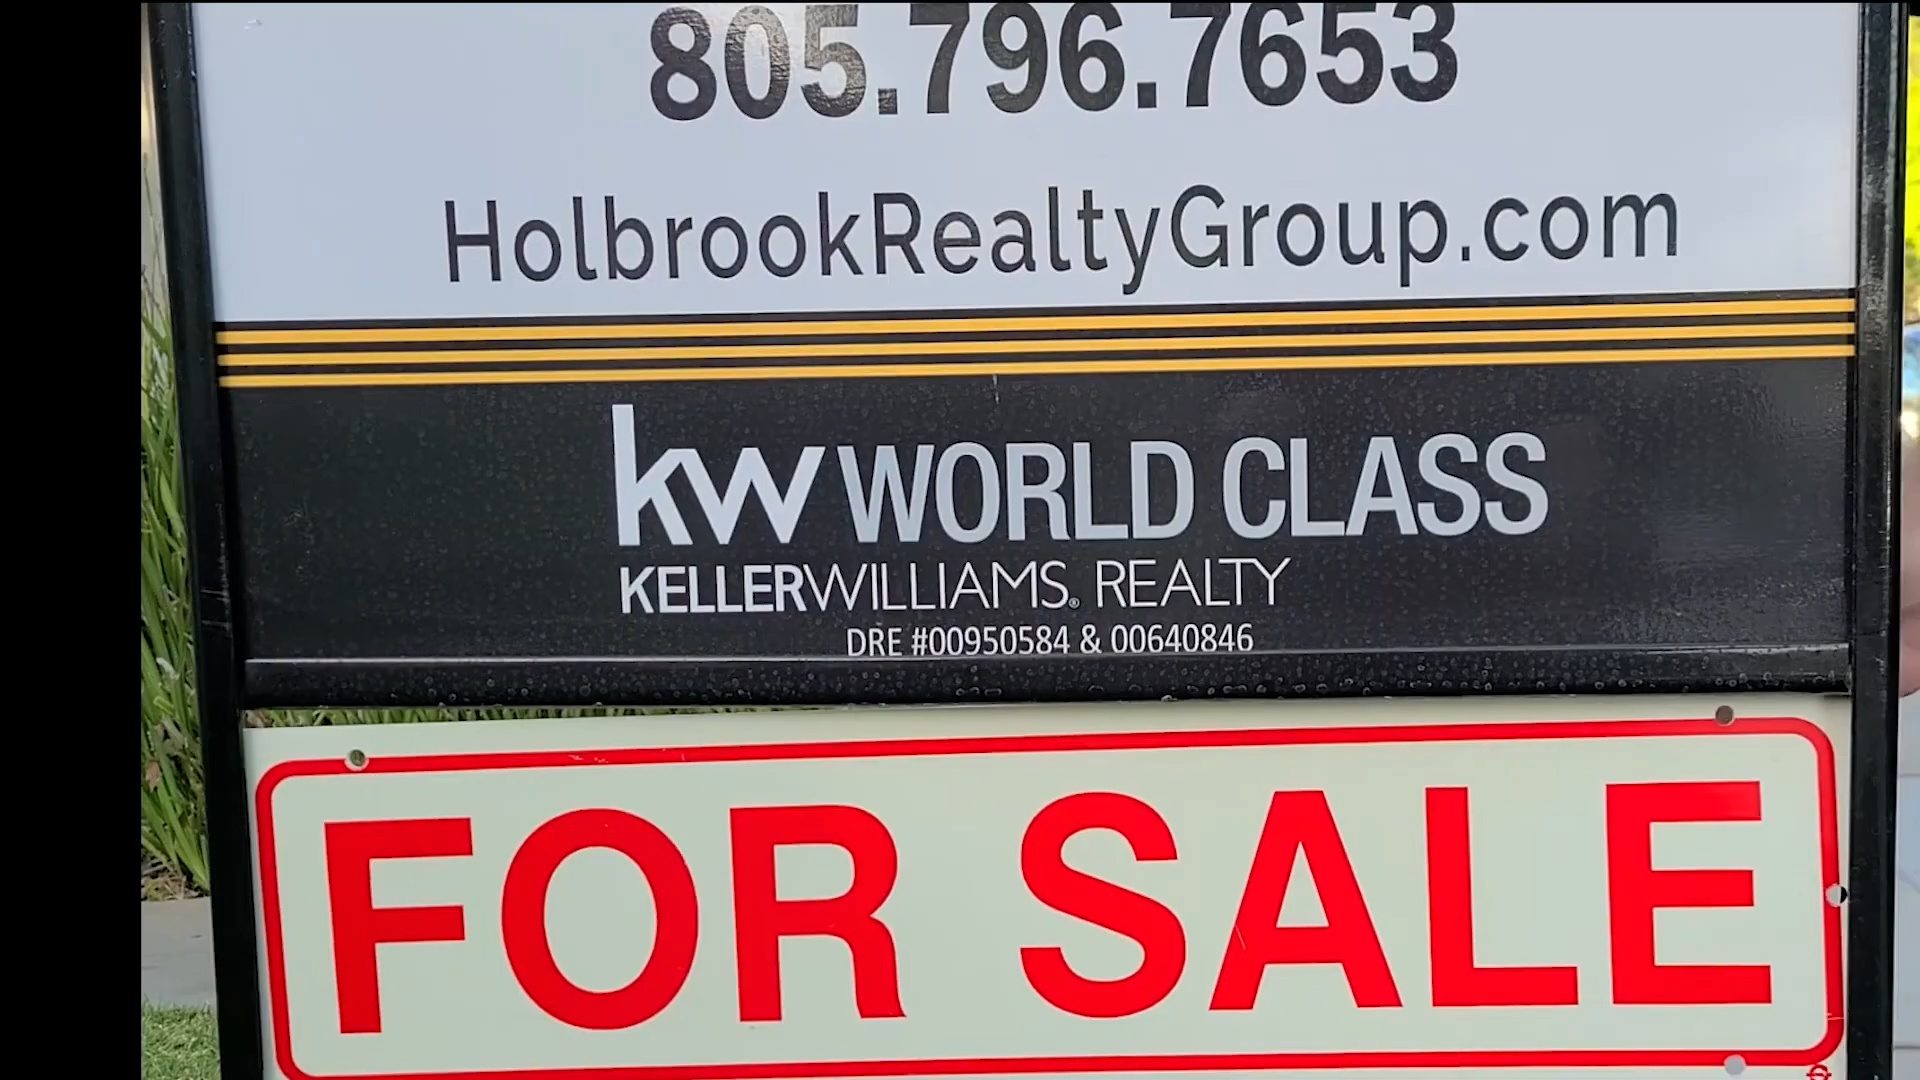 805.796.7653
HolbrookRealtyGroup.com
kw WORLD CLASS
KELLERWILLIAMS® REALTY
DRE #00950584 & 00640846
FOR SALE